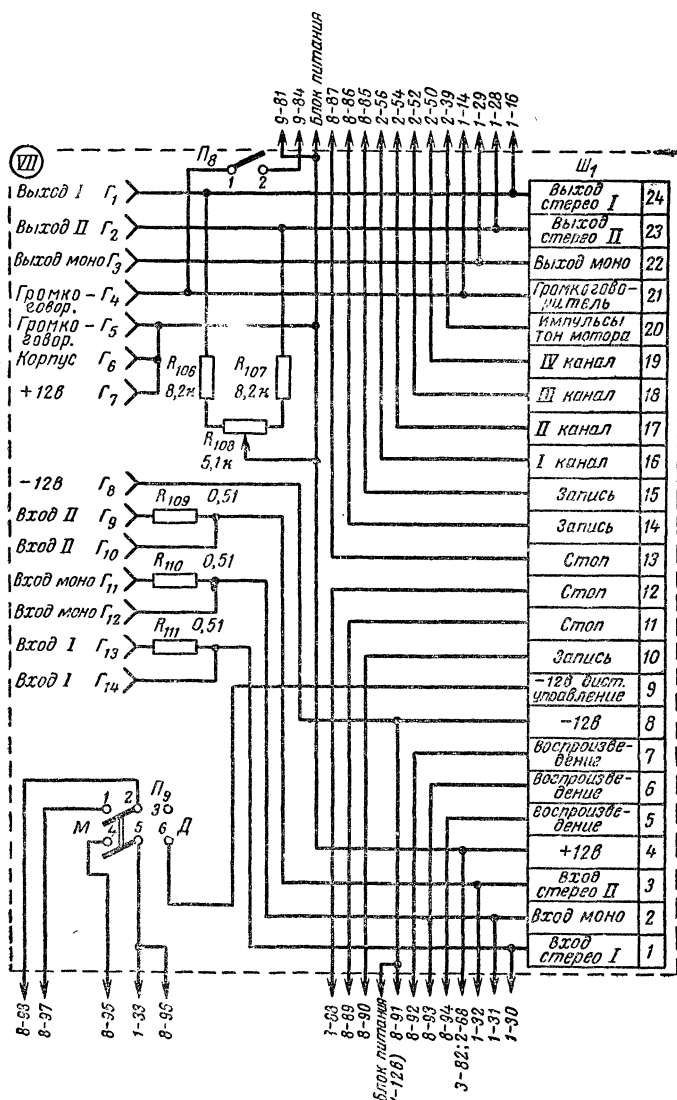 9-81
9-84
блок питания
8-87
8-86
8-85
2-56
2-54
2-52
2-50
2-39
1-14
1-29
1-28
1-16
VII
П8
1
2
Ш1
Выход I Г1
Выход II Г2
Выход моно Г3
Громко- Г4
говор.
Громко- Г5
говор.
Корпус Г6
+12в Г7
R106
8,2к
R107
8,2к
R108
5,1к
-12в Г8
Вход II Г9
R109 0,51
Вход II Г10
Вход моно Г11
R110 0,51
Вход моно Г12
Вход I Г13
R111 0,51
Вход I Г14
Выход
стерео I 24
Выход
стерео II 23
Выход моно 22
Громкогово-
ритель 21
Импульсы
тон мотора 20
IV канал 19
III канал 18
II канал 17
I канал 16
Запись 15
Запись 14
Стоп 13
Стоп 12
Стоп 11
Запись 10
-12в дист.
управление 9
-12в 8
Воспроизве-
дение 7
Воспроизве-
дение 6
Воспроизве-
дение 5
+12в 4
Вход
стерео II 3
Вход моно 2
Вход
стерео I 1
П9
1
2
3
М
4
5
6
Д
8-97
8-95
1-33
8-89
8-90
блок питания
(-12в)
8-91
8-92
8-93
8-94
3-82; 2-68
1-32
1-31
1-30